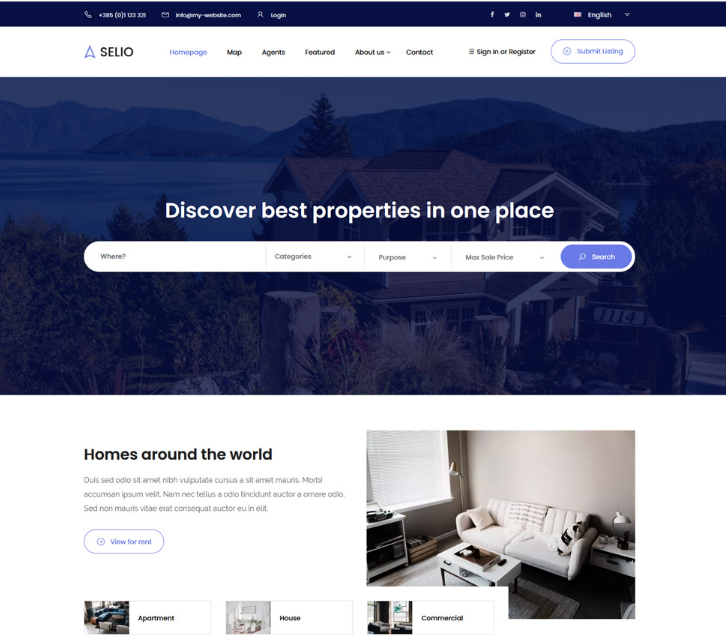 +385 (0)1 123 321 info@my-website.com Login English
SELIO Homepage Map Agents Featured About us Contact Sign in or Register Submit Listing
Discover best properties in one place
Where? Categories Purpose Max Sale Price Search
1114
Homes around the world
Duis sed odio sit amet nibh vulputate cursus a sit amet mauris. Morbi
accumsan ipsum velit. Nam nec tellus a odio tincidunt auctor a ornare odio.
Sed non mauris vitae erat consequat auctor eu in elit.
View for rent
Apartment House Commercial